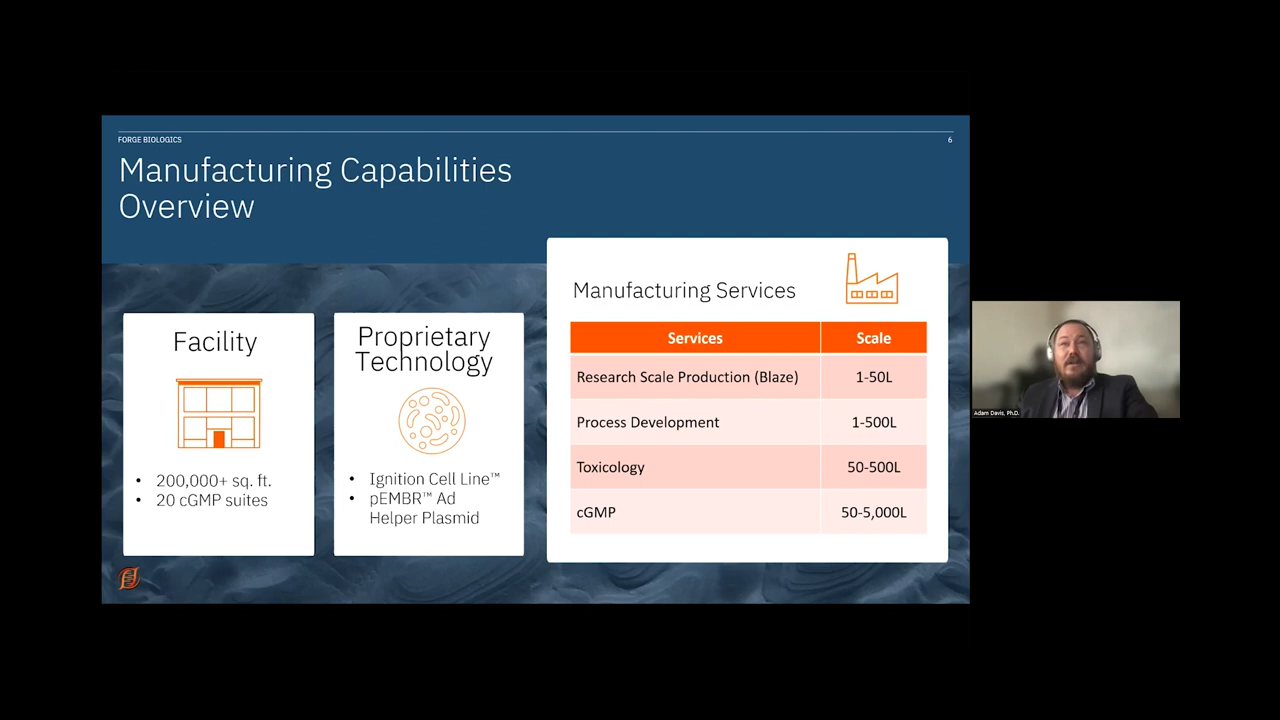 FORGE BIOLOGICS
6
Manufacturing Capabilities
Overview
Facility
• 200,000+ sq. ft.
• 20 cGMP suites
Proprietary
Technology
• Ignition Cell Line™
• pEMBR™ Ad
Helper Plasmid
Manufacturing Services
Services Scale
Research Scale Production (Blaze) 1-50L
Process Development 1-500L
Toxicology 50-500L
cGMP 50-5,000L
Adam Davis, Ph.D.